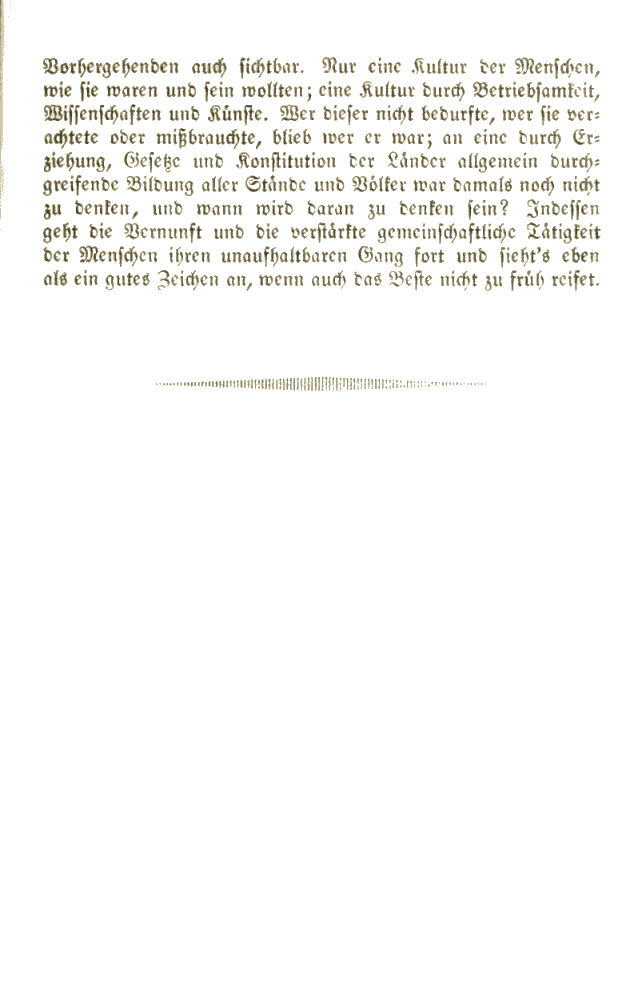 Vorhergehenden auch sichtbar. Nur eine Kultur der Menschen,
wie sie waren und sein wollten; eine Kultur durch Betriebsamkeit,
Wissenschaften und Künste. Wer dieser nicht bedurfte, wer sie ver-
achtete oder mißbrauchte, blieb wer er war; an eine durch Er-
ziehung, Gesetze und Konstitution der Länder allgemein durch-
greifende Bildung aller Stände und Völker war damals noch nicht
zu denken, und wann wird daran zu denken sein? Indessen
geht die Vernunft und die verstärkte gemeinschaftliche Tätigkeit
der Menschen ihren unaufhaltbaren Gang fort und sieht's eben
als ein gutes Zeichen an, wenn auch das Beste nicht zu früh reifet.